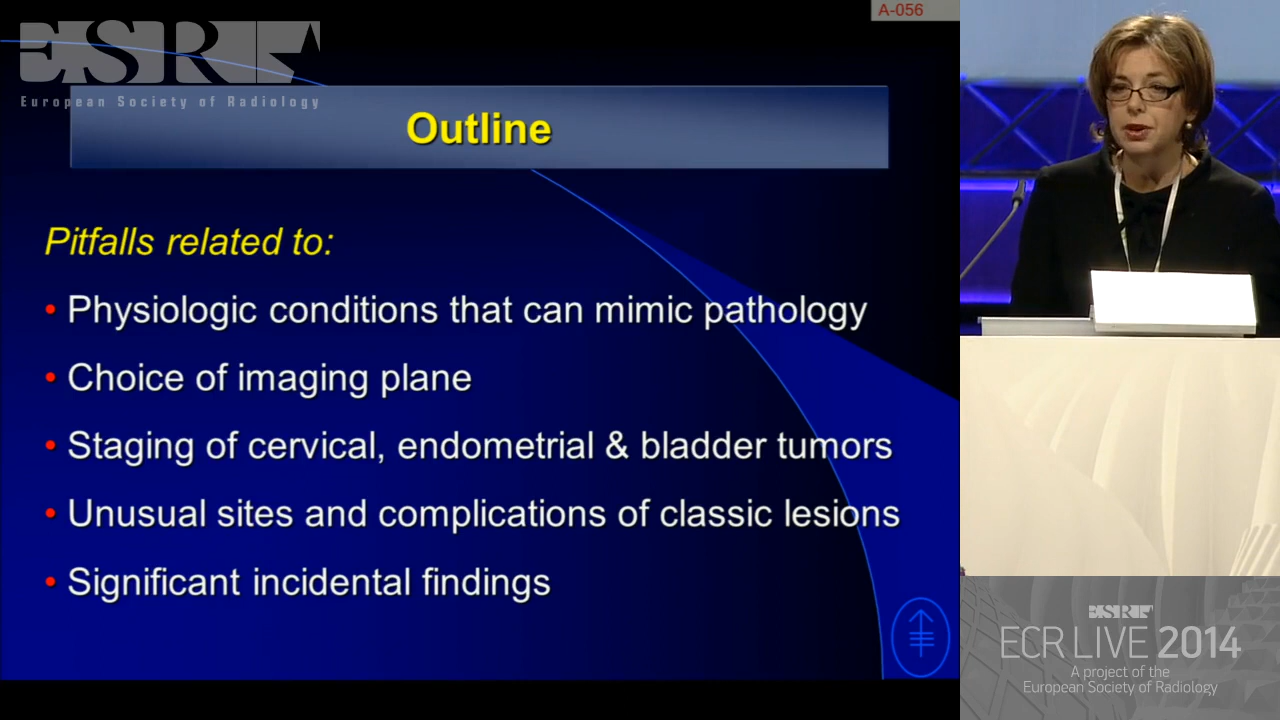 A-056
ESR
European Society of Radiology
Outline
Pitfalls related to:
• Physiologic conditions that can mimic pathology
• Choice of imaging plane
• Staging of cervical, endometrial & bladder tumors
• Unusual sites and complications of classic lesions
• Significant incidental findings
ESR
ECR LIVE 2014
A project of the
European Society of Radiology